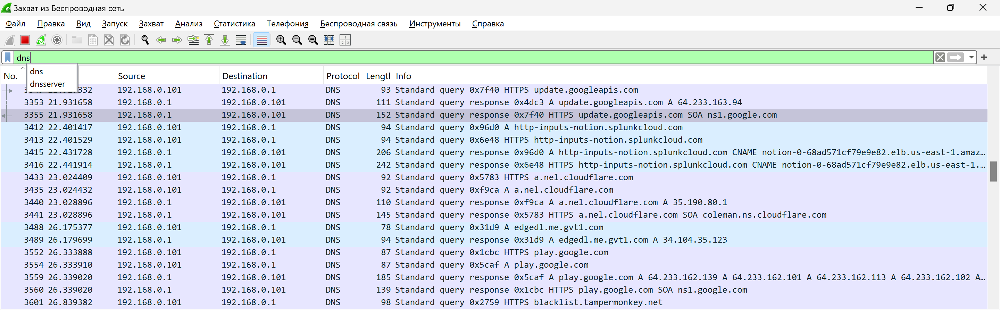 Захват из Беспроводная сеть
Файл Правка Вид Запуск Захват Анализ Статистика Телефония Беспроводная связь Инструменты Справка
dns
dns
dnsserver
No. Source Destination Protocol Lengtl Info
332 192.168.0.101 192.168.0.1 DNS 93 Standard query 0x7f40 HTTPS update.googleapis.com
3353 21.931658 192.168.0.1 192.168.0.101 DNS 111 Standard query response 0x4dc3 A update.googleapis.com A 64.233.163.94
3355 21.931658 192.168.0.1 192.168.0.101 DNS 152 Standard query response 0x7f40 HTTPS update.googleapis.com SOA ns1.google.com
3412 22.401417 192.168.0.101 192.168.0.1 DNS 94 Standard query 0x96d0 A http-inputs-notion.splunkcloud.com
3413 22.401529 192.168.0.101 192.168.0.1 DNS 94 Standard query 0x6e48 HTTPS http-inputs-notion.splunkcloud.com
3415 22.431728 192.168.0.1 192.168.0.101 DNS 206 Standard query response 0x96d0 A http-inputs-notion.splunkcloud.com CNAME notion-0-68ad571cf79e9e82.elb.us-east-1.amaz…
3416 22.441914 192.168.0.1 192.168.0.101 DNS 242 Standard query response 0x6e48 HTTPS http-inputs-notion.splunkcloud.com CNAME notion-0-68ad571cf79e9e82.elb.us-east-1.…
3433 23.024409 192.168.0.101 192.168.0.1 DNS 92 Standard query 0x5783 HTTPS a.nel.cloudflare.com
3435 23.024432 192.168.0.101 192.168.0.1 DNS 92 Standard query 0xf9ca A a.nel.cloudflare.com
3440 23.028896 192.168.0.1 192.168.0.101 DNS 110 Standard query response 0xf9ca A a.nel.cloudflare.com A 35.190.80.1
3441 23.028896 192.168.0.1 192.168.0.101 DNS 145 Standard query response 0x5783 HTTPS a.nel.cloudflare.com SOA coleman.ns.cloudflare.com
3488 26.175377 192.168.0.101 192.168.0.1 DNS 78 Standard query 0x31d9 A edgedl.me.gvt1.com
3489 26.179699 192.168.0.1 192.168.0.101 DNS 94 Standard query response 0x31d9 A edgedl.me.gvt1.com A 34.104.35.123
3552 26.333888 192.168.0.101 192.168.0.1 DNS 87 Standard query 0x1cbc HTTPS play.google.com
3554 26.333910 192.168.0.101 192.168.0.1 DNS 87 Standard query 0x5caf A play.google.com
3559 26.339020 192.168.0.1 192.168.0.101 DNS 185 Standard query response 0x5caf A play.google.com A 64.233.162.139 A 64.233.162.101 A 64.233.162.113 A 64.233.162.102 A…
3560 26.339020 192.168.0.1 192.168.0.101 DNS 139 Standard query response 0x1cbc HTTPS play.google.com SOA ns1.google.com
3601 26.839382 192.168.0.101 192.168.0.1 DNS 98 Standard query 0x2759 HTTPS blacklist.tampermonkey.net